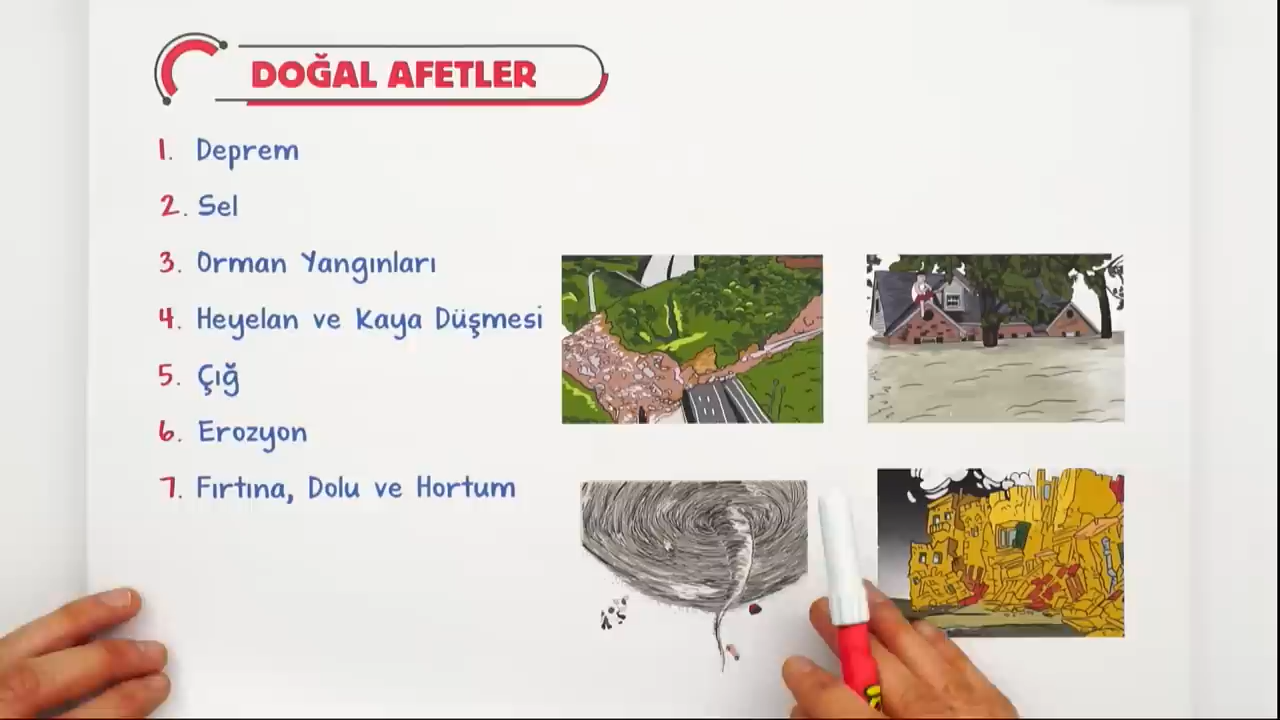 DOĞAL AFETLER
1. Deprem
2. Sel
3. Orman Yangınları
4. Heyelan ve Kaya Düşmesi
5. Çığ
6. Erozyon
7. Fırtına, Dolu ve Hortum